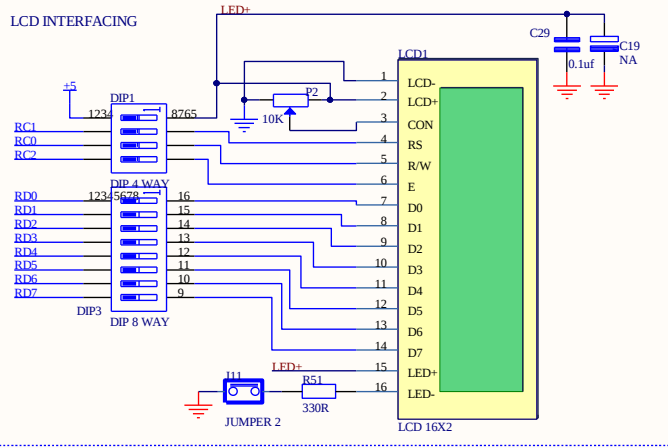 LCD INTERFACING
LED+
C29
0.1uf
C19
NA
LCD1
+5
DIP1
1234
8765
RC1
RC0
RC2
DIP 4 WAY
P2
10K
1 LCD-
2 LCD+
3 CON
4 RS
5 R/W
6 E
7 D0
8 D1
9 D2
10 D3
11 D4
12 D5
13 D6
14 D7
15 LED+
16 LED-
12345678
RD0 16
RD1 15
RD2 14
RD3 13
RD4 12
RD5 11
RD6 10
RD7 9
DIP3
DIP 8 WAY
LED+
J11
R51
330R
JUMPER 2
LCD 16X2